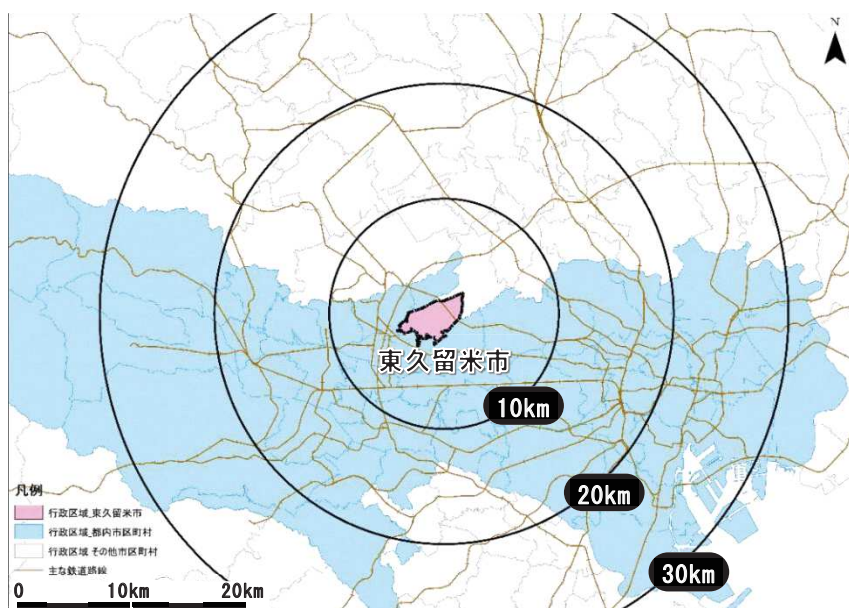 N
東久留米市
10km
20km
30km
凡例
行政区域_東久留米市
行政区域_都内市区町村
行政区域 その他市区町村
主な鉄道路線
0 10km 20km